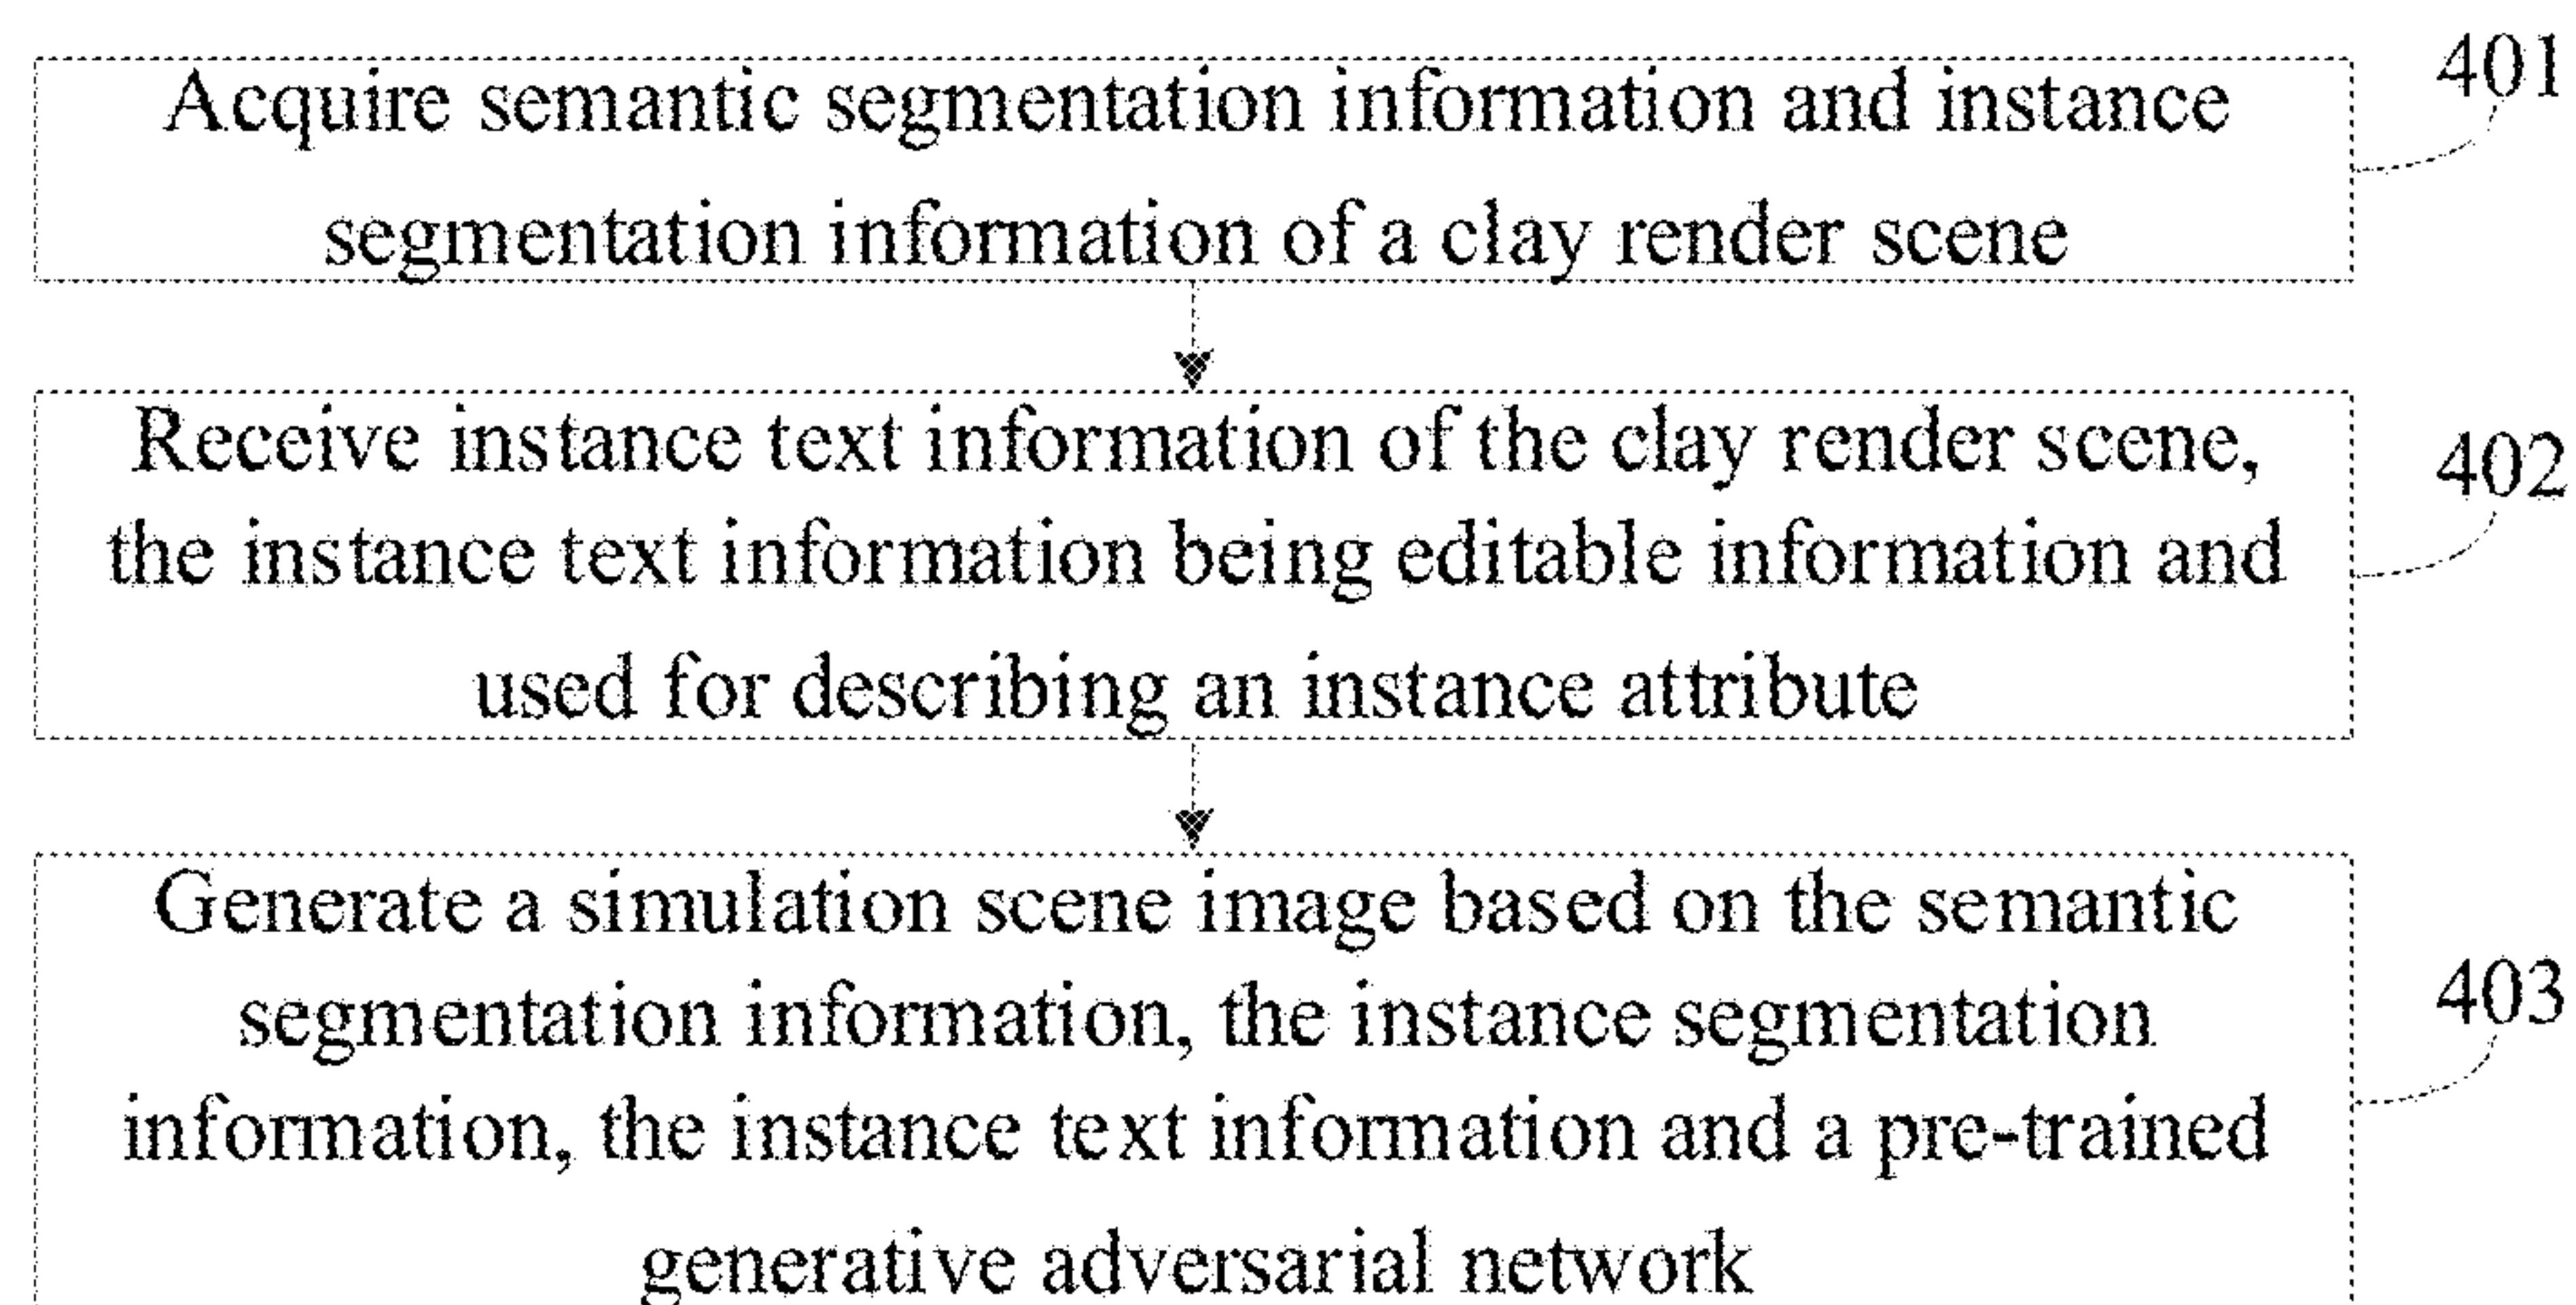 Acquire semantic segmentation information and instance
segmentation information of a clay render scene
401
Receive instance text information of the clay render scene,
the instance text information being editable information and
used for describing an instance attribute
402
Generate a simulation scene image based on the semantic
segmentation information, the instance segmentation
information, the instance text information and a pre-trained
generative adversarial network
403